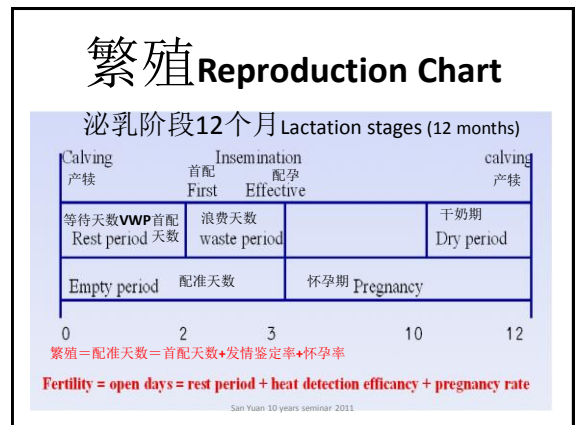 繁殖Reproduction Chart
泌乳阶段12个月Lactation stages (12 months)
Calving Insemination calving
产犊 首配 配孕 产犊
First Effective
等待天数VWP首配 浪费天数 干奶期
Rest period 天数 waste period Dry period
Empty period 配准天数 怀孕期 Pregnancy
0 2 3 10 12
繁殖=配准天数=首配天数+发情鉴定率+怀孕率
Fertility = open days = rest period + heat detection efficancy + pregnancy rate
San Yuan 10 years seminar 2011